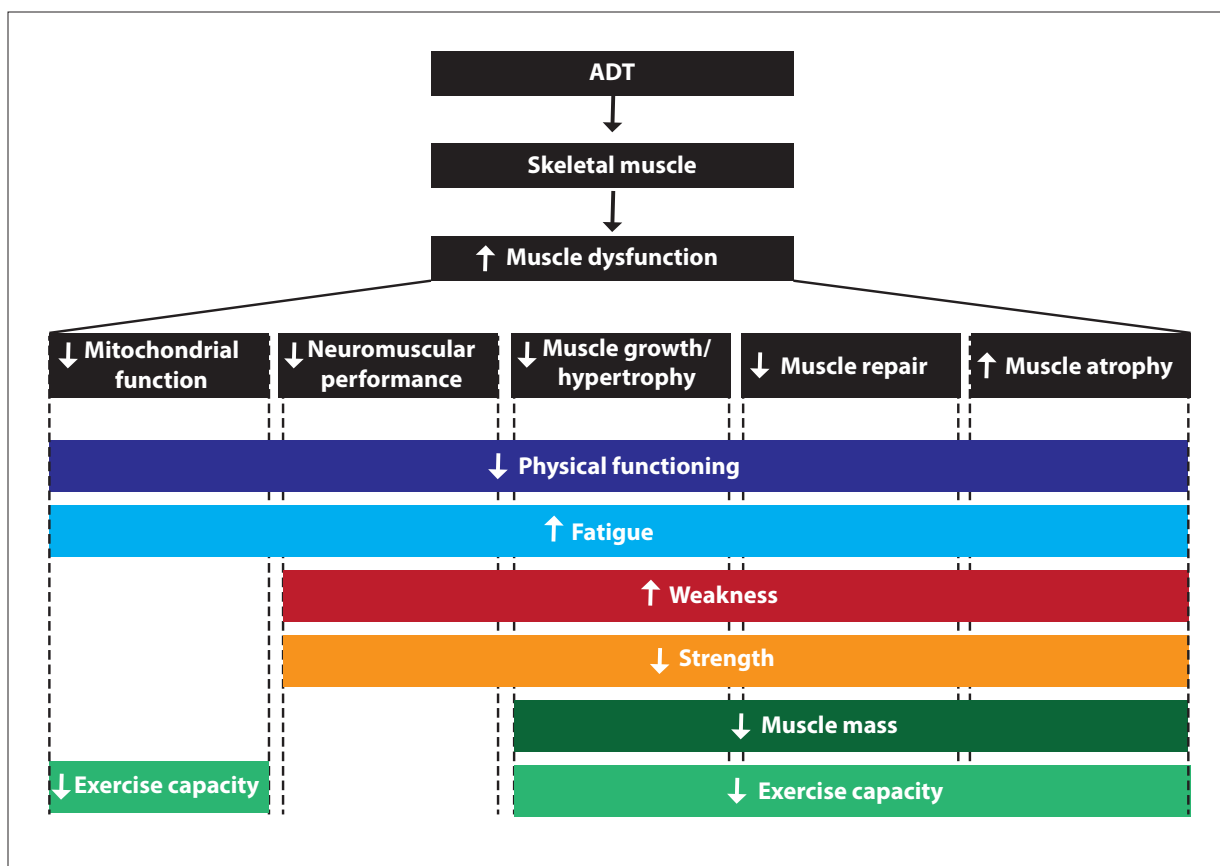 ADT
Skeletal muscle
↑ Muscle dysfunction
↓ Mitochondrial
function
↓ Neuromuscular
performance
↓ Muscle growth/
hypertrophy
↓ Muscle repair
↑ Muscle atrophy
↓ Physical functioning
↑ Fatigue
↑ Weakness
↓ Strength
↓ Muscle mass
↓ Exercise capacity
↓ Exercise capacity